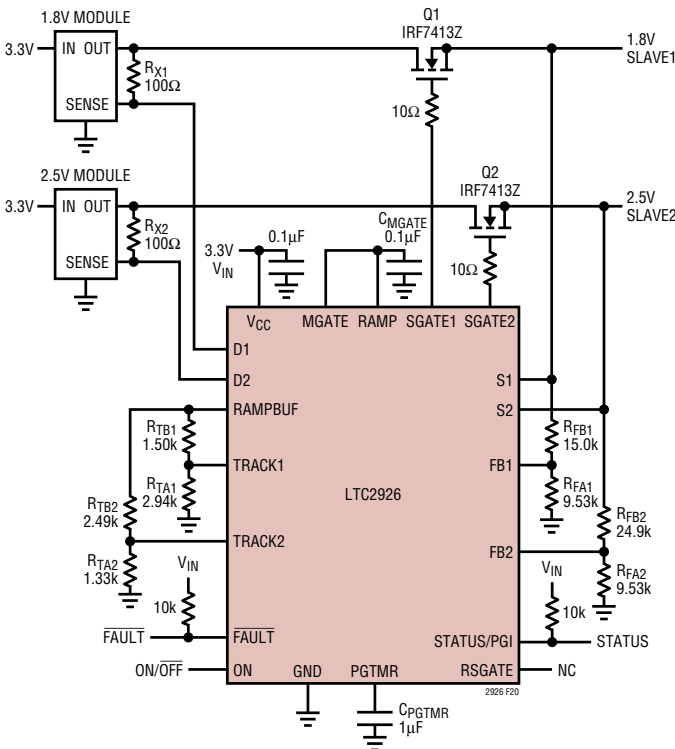 1.8V MODULE
Q1
IRF7413Z
3.3V
IN OUT
1.8V
SLAVE1
RX1
100Ω
SENSE
10Ω
2.5V MODULE
Q2
IRF7413Z
3.3V
IN OUT
2.5V
SLAVE2
RX2
100Ω
SENSE
3.3V
VIN
0.1µF
CMGATE
0.1µF
10Ω
VCC
MGATE
RAMP
SGATE1
SGATE2
D1
D2
S1
RAMPBUF
S2
RTB1
1.50k
RFB1
15.0k
TRACK1
FB1
RTA1
2.94k
LTC2926
RFA1
9.53k
RTB2
2.49k
RFB2
24.9k
TRACK2
FB2
RTA2
1.33k
VIN
VIN
RFA2
9.53k
10k
10k
FAULT
FAULT
STATUS/PGI
STATUS
ON/OFF
ON
GND
PGTMR
RSGATE
NC
2926 F20
CPGTMR
1µF